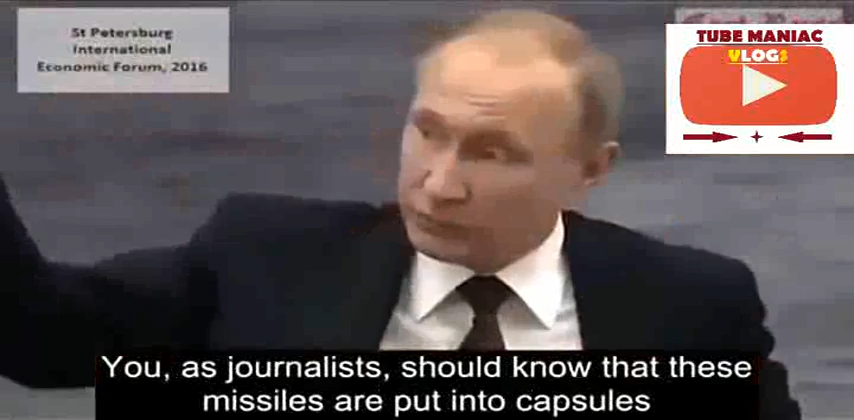 St Petersburg
International
Economic Forum, 2016
TUBE MANIAC
VLOGS
You, as journalists, should know that these
missiles are put into capsules